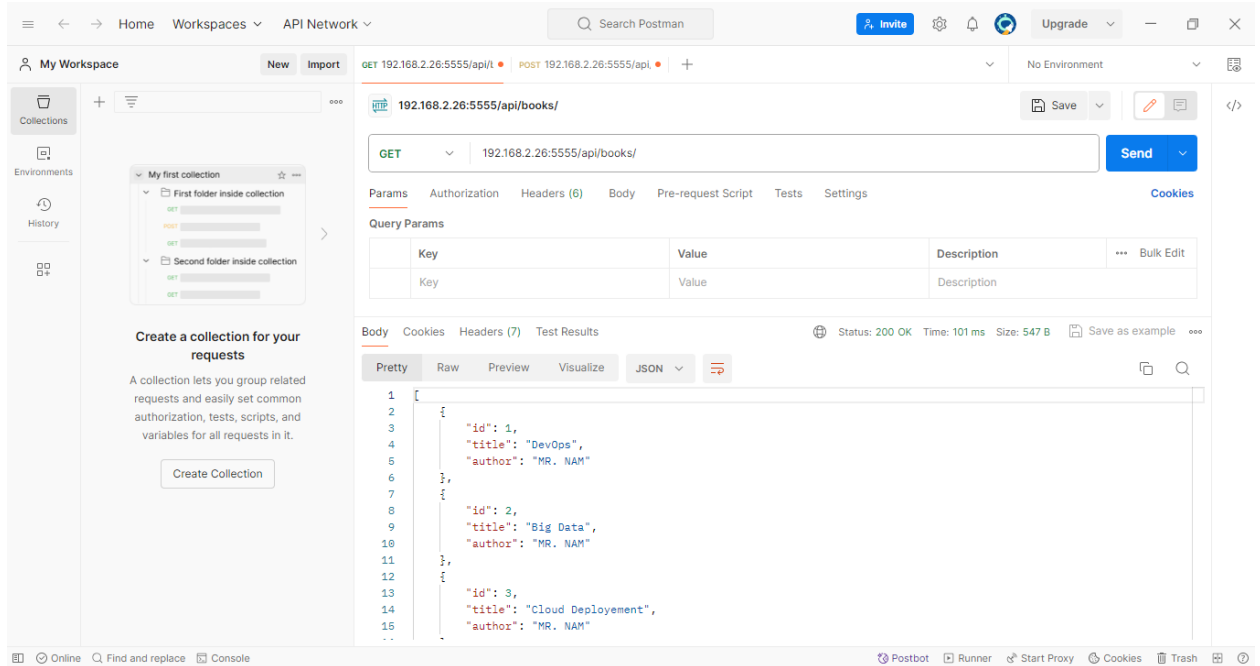 Home Workspaces API Network Search Postman Invite Upgrade
My Workspace New Import GET 192.168.2.26:5555/api/b POST 192.168.2.26:5555/api, No Environment
Collections
Environments
History
My first collection
First folder inside collection
GET
POST
GET
Second folder inside collection
GET
GET
Create a collection for your
requests
A collection lets you group related
requests and easily set common
authorization, tests, scripts, and
variables for all requests in it.
Create Collection
HTTP 192.168.2.26:5555/api/books/ Save
GET 192.168.2.26:5555/api/books/ Send
Params Authorization Headers (6) Body Pre-request Script Tests Settings Cookies
Query Params
Key Value Description Bulk Edit
Key Value Description
Body Cookies Headers (7) Test Results Status: 200 OK Time: 101 ms Size: 547 B Save as example
Pretty Raw Preview Visualize JSON
1 [
2 {
3 "id": 1,
4 "title": "DevOps",
5 "author": "MR. NAM"
6 },
7 {
8 "id": 2,
9 "title": "Big Data",
10 "author": "MR. NAM"
11 },
12 {
13 "id": 3,
14 "title": "Cloud Deployement",
15 "author": "MR. NAM"
Online Find and replace Console Postbot Runner Start Proxy Cookies Trash